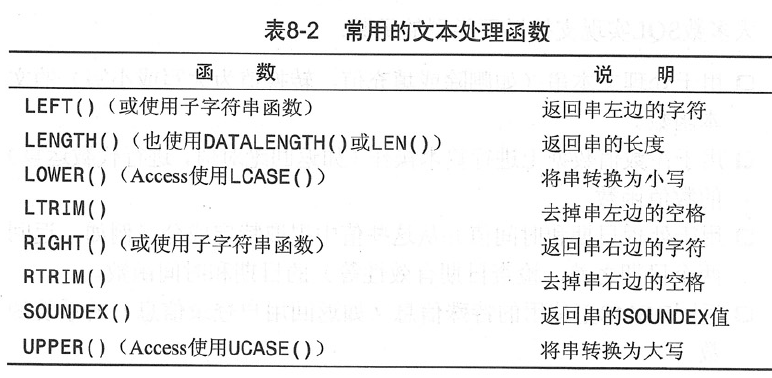 表8-2 常用的文本处理函数
函 数 说 明
LEFT()（或使用子字符串函数） 返回串左边的字符
LENGTH()（也使用DATALENGTH()或LEN()） 返回串的长度
LOWER()（Access使用LCASE()） 将串转换为小写
LTRIM() 去掉串左边的空格
RIGHT()（或使用子字符串函数） 返回串右边的字符
RTRIM() 去掉串右边的空格
SOUNDEX() 返回串的SOUNDEX值
UPPER()（Access使用UCASE()） 将串转换为大写